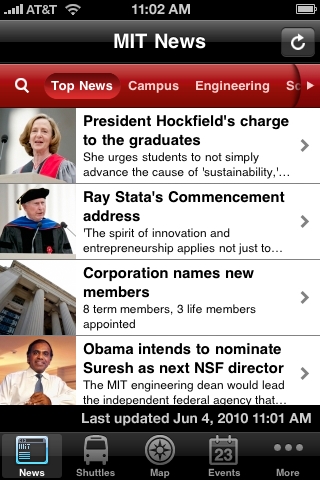 AT&T 11:02 AM
MIT News
Top News Campus Engineering Sc
President Hockfield's charge
to the graduates
She urges students to not simply
advance the cause of 'sustainability,'...
Ray Stata's Commencement
address
'The spirit of innovation and
entrepreneurship applies not just to...
Corporation names new
members
8 term members, 3 life members
appointed
Obama intends to nominate
Suresh as next NSF director
The MIT engineering dean would lead
the independent federal agency that...
Last updated Jun 4, 2010 11:01 AM
23
News Shuttles Map Events More